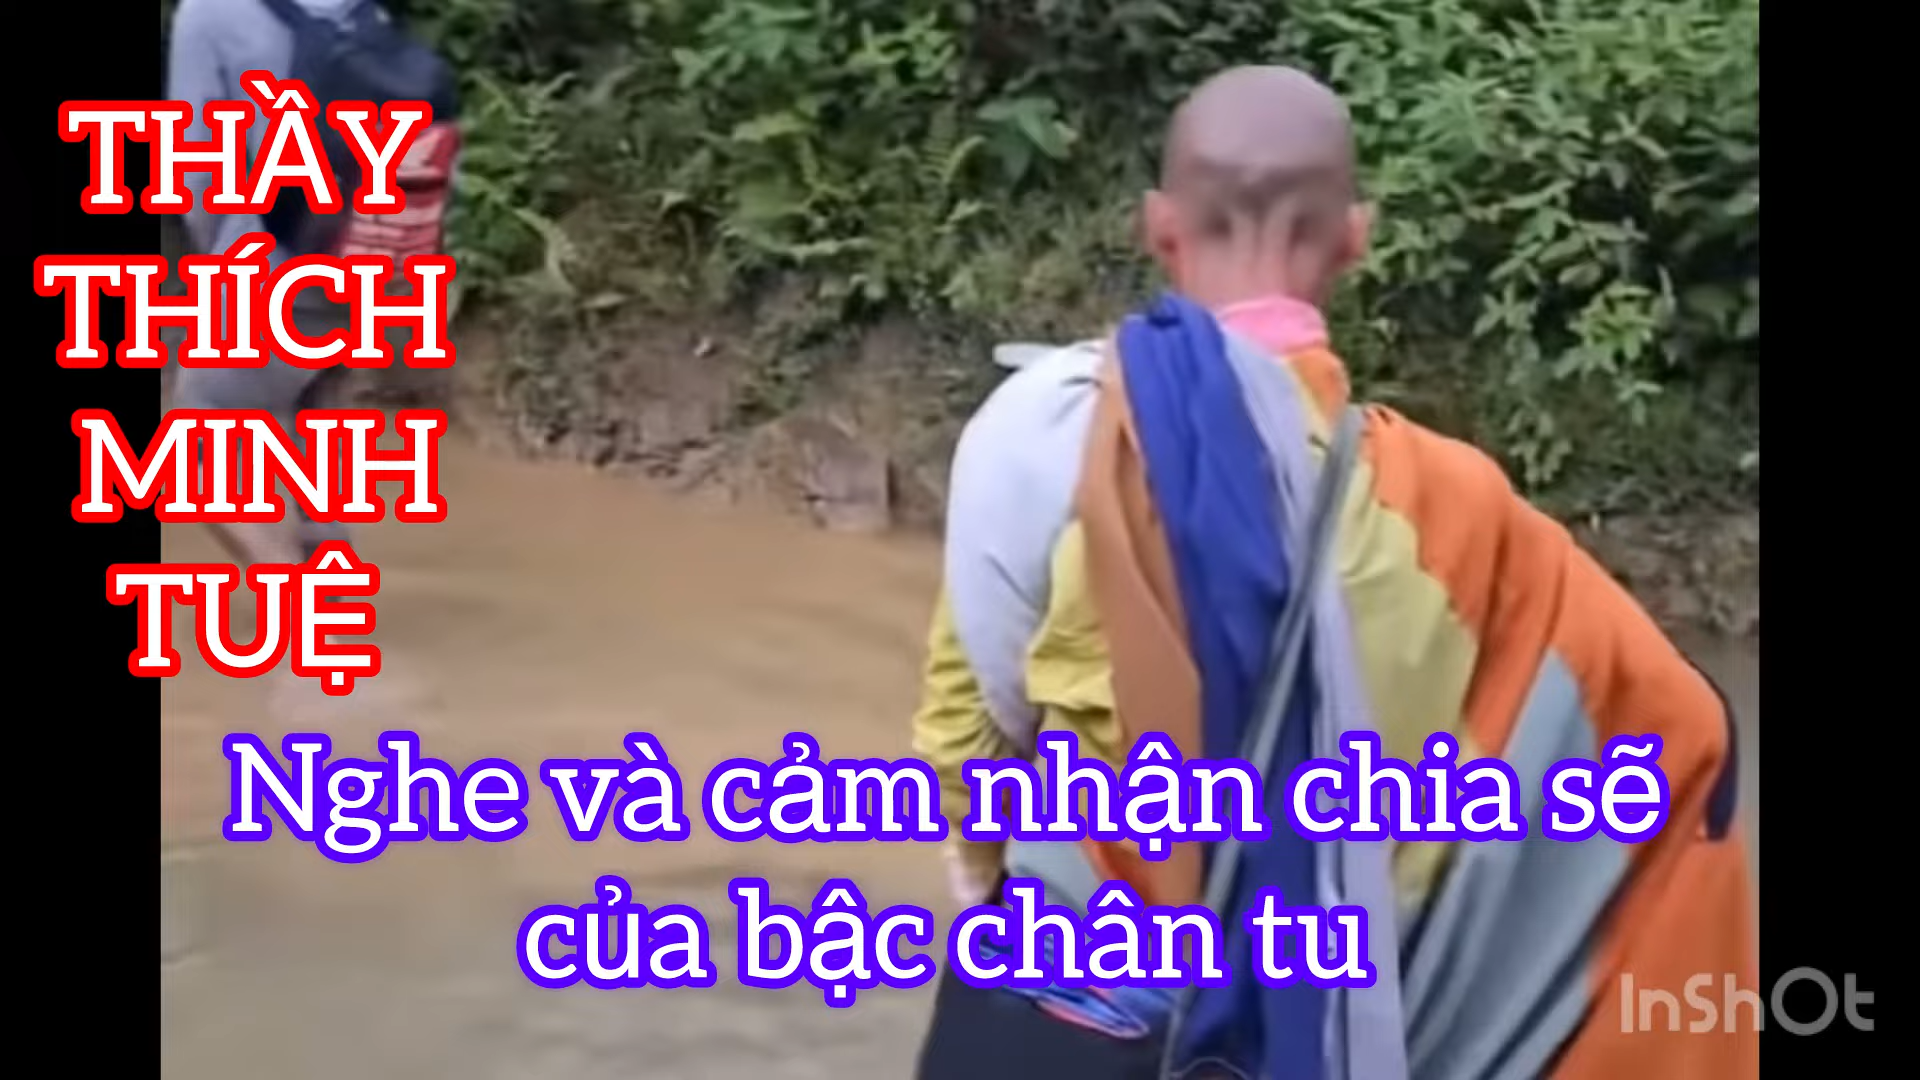 THẦY
THÍCH
MINH
TUỆ
Nghe và cảm nhận chia sẽ
của bậc chân tu
InShOt